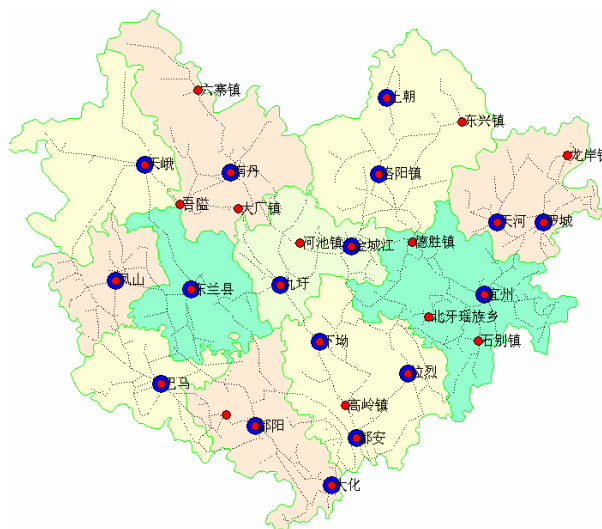 六寨镇
上朝
东兴镇
龙岸镇
天峨
南丹
洛阳镇
吾隘
大厂镇
天河
罗城
河池镇
金城江
德胜镇
凤山
东兰县
九圩
宜州
北牙瑶族乡
下坳
石别镇
拉烈
巴马
高岭镇
都阳
都安
大化